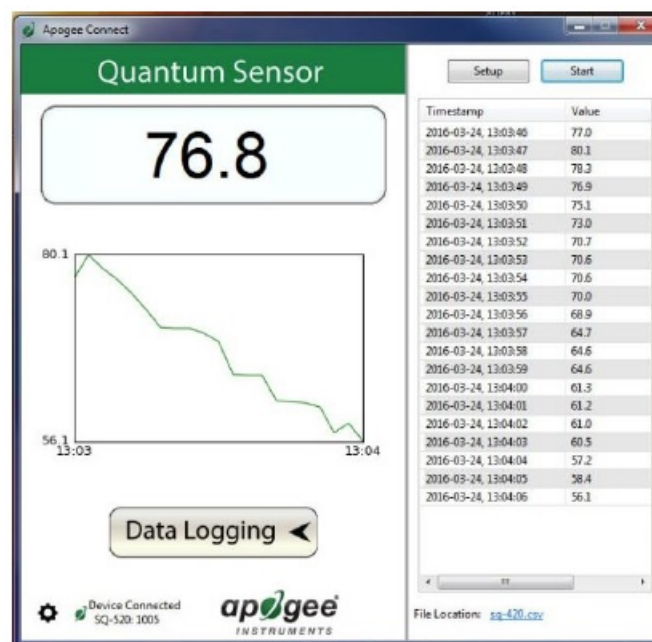 Apogee Connect
Quantum Sensor
76.8
80.1
56.1
13:03 13:04
Data Logging
Device Connected
SQ-520: 1005
apogee
INSTRUMENTS
Setup Start
Timestamp Value
2016-03-24, 13:03:46 77.0
2016-03-24, 13:03:47 80.1
2016-03-24, 13:03:48 78.3
2016-03-24, 13:03:49 76.9
2016-03-24, 13:03:50 75.1
2016-03-24, 13:03:51 73.0
2016-03-24, 13:03:52 70.7
2016-03-24, 13:03:53 70.6
2016-03-24, 13:03:54 70.6
2016-03-24, 13:03:55 70.0
2016-03-24, 13:03:56 68.9
2016-03-24, 13:03:57 64.7
2016-03-24, 13:03:58 64.6
2016-03-24, 13:03:59 64.6
2016-03-24, 13:04:00 61.3
2016-03-24, 13:04:01 61.2
2016-03-24, 13:04:02 61.0
2016-03-24, 13:04:03 60.5
2016-03-24, 13:04:04 57.2
2016-03-24, 13:04:05 58.4
2016-03-24, 13:04:06 56.1
File Location: sq-420.csv